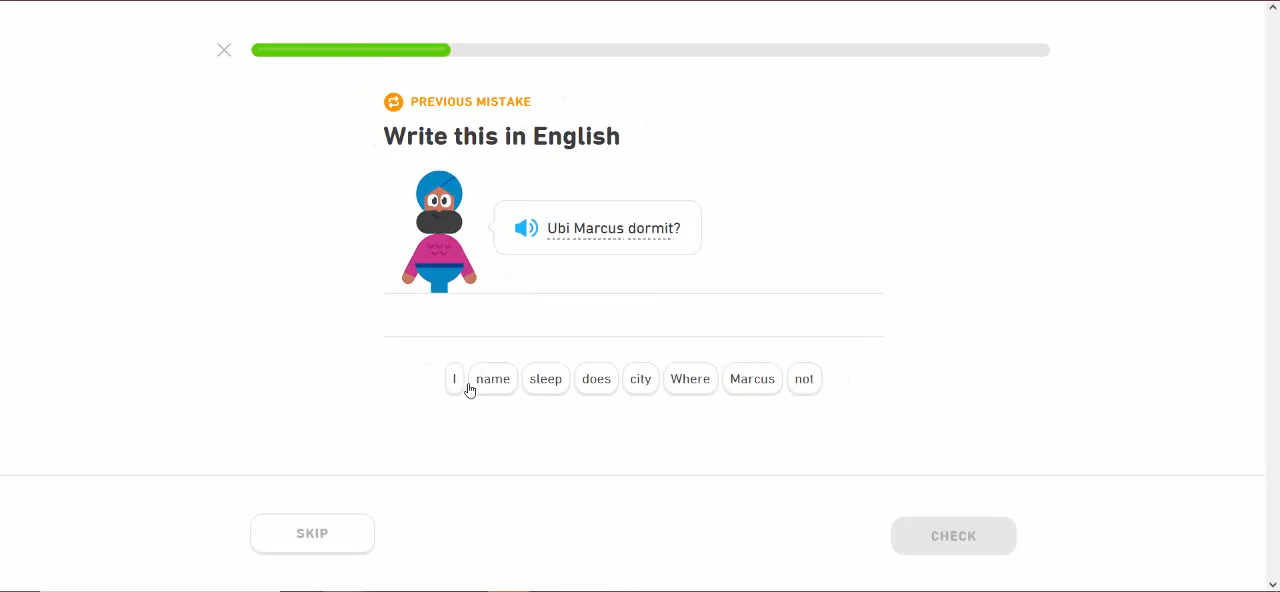 PREVIOUS MISTAKE
Write this in English
Ubi Marcus dormit?
I name sleep does city Where Marcus not
SKIP CHECK